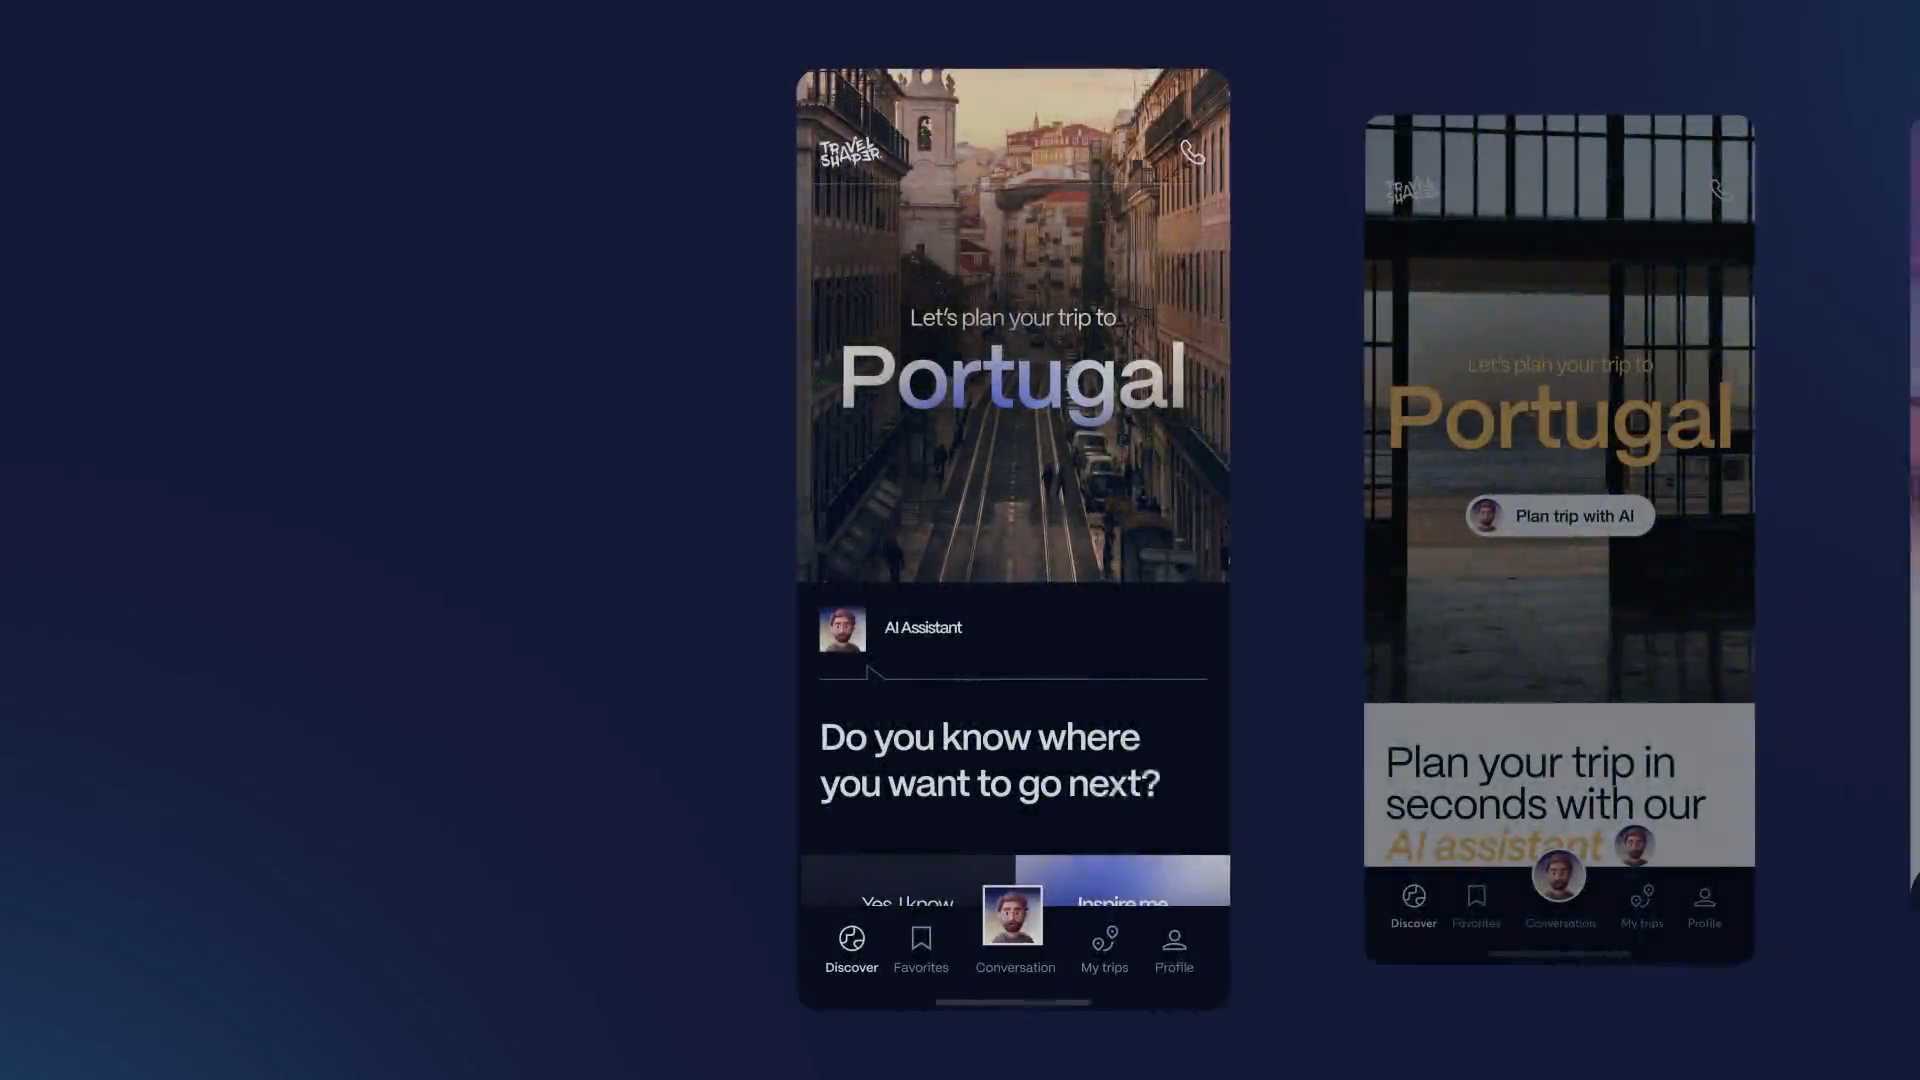 TRAVEL
SHAPER
Let's plan your trip to
Portugal
AI Assistant
Do you know where
you want to go next?
Yes, I know
Inspire me
Discover
Favorites
Conversation
My trips
Profile
TRAVEL
SHAPER
Let's plan your trip to
Portugal
Plan trip with AI
Plan your trip in
seconds with our
AI assistant
Discover
Favorites
Conversation
My trips
Profile